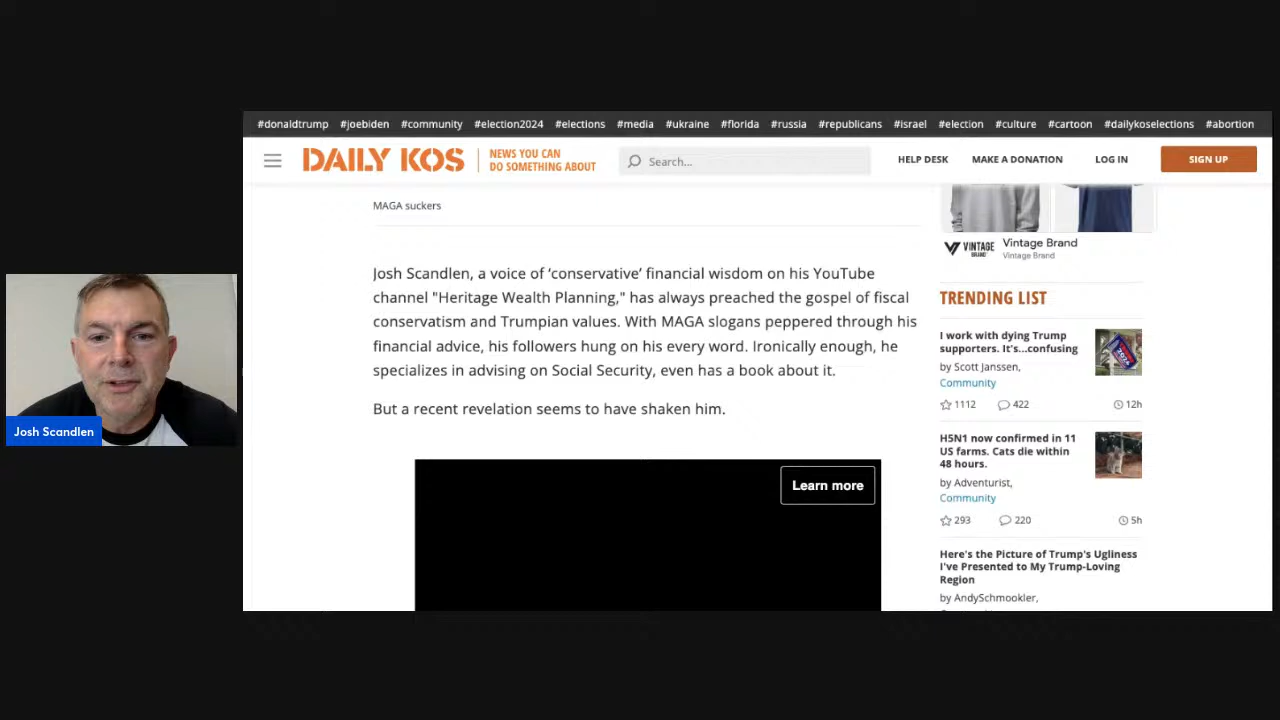 #donaldtrump #joebiden #community #election2024 #elections #media #ukraine #florida #russia #republicans #israel #election #culture #cartoon #dailykoselections #abortion
DAILY KOS
NEWS YOU CAN
DO SOMETHING ABOUT
Search...
HELP DESK
MAKE A DONATION
LOG IN
SIGN UP
MAGA suckers
Josh Scandlen, a voice of ‘conservative’ financial wisdom on his YouTube
channel "Heritage Wealth Planning," has always preached the gospel of fiscal
conservatism and Trumpian values. With MAGA slogans peppered through his
financial advice, his followers hung on his every word. Ironically enough, he
specializes in advising on Social Security, even has a book about it.
But a recent revelation seems to have shaken him.
Learn more
VINTAGE
BRAND
Vintage Brand
Vintage Brand
TRENDING LIST
I work with dying Trump
supporters. It's...confusing
by Scott Janssen,
Community
1112 422 12h
H5N1 now confirmed in 11
US farms. Cats die within
48 hours.
by Adventurist,
Community
293 220 5h
Here's the Picture of Trump's Ugliness
I've Presented to My Trump-Loving
Region
by AndySchmookler,
Josh Scandlen